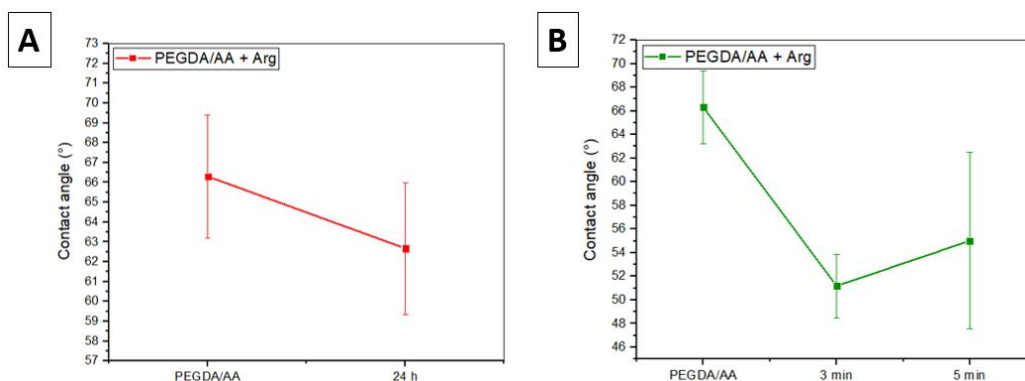 A
PEGDA/AA + Arg
Contact angle (°)
73
72
71
70
69
68
67
66
65
64
63
62
61
60
59
58
57
PEGDA/AA
24 h
B
PEGDA/AA + Arg
Contact angle (°)
72
70
68
66
64
62
60
58
56
54
52
50
48
46
PEGDA/AA
3 min
5 min